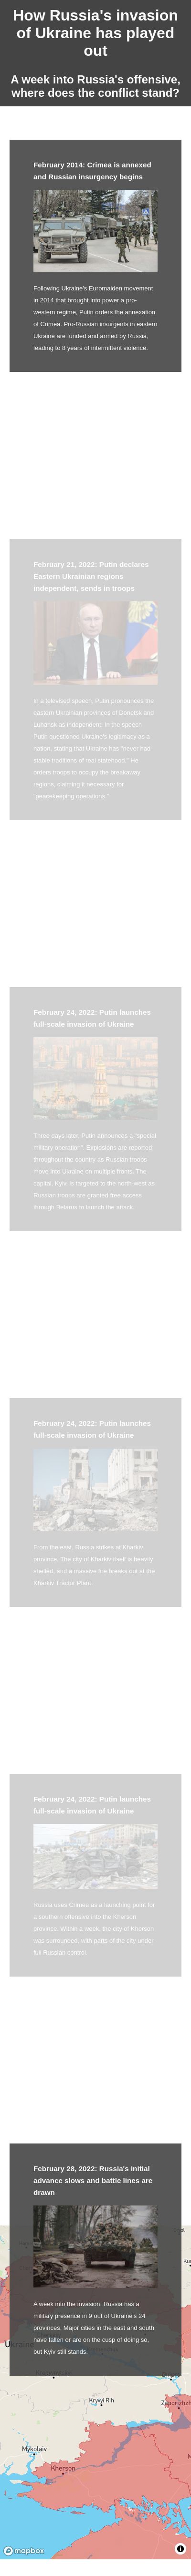 How Russia's invasion
of Ukraine has played
out
A week into Russia's offensive,
where does the conflict stand?
February 2014: Crimea is annexed
and Russian insurgency begins
Following Ukraine's Euromaiden movement
in 2014 that brought into power a pro-
western regime, Putin orders the annexation
of Crimea. Pro-Russian insurgents in eastern
Ukraine are funded and armed by Russia,
leading to 8 years of intermittent violence.
February 21, 2022: Putin declares
Eastern Ukrainian regions
independent, sends in troops
In a televised speech, Putin pronounces the
eastern Ukrainian provinces of Donetsk and
Luhansk as independent. In the speech
Putin questioned Ukraine's legitimacy as a
nation, stating that Ukraine has "never had
stable traditions of real statehood." He
orders troops to occupy the breakaway
regions, claiming it necessary for
"peacekeeping operations."
February 24, 2022: Putin launches
full-scale invasion of Ukraine
Three days later, Putin announces a "special
military operation". Explosions are reported
throughout the country as Russian troops
move into Ukraine on multiple fronts. The
capital, Kyiv, is targeted to the north-west as
Russian troops are granted free access
through Belarus to launch the attack.
February 24, 2022: Putin launches
full-scale invasion of Ukraine
From the east, Russia strikes at Kharkiv
province. The city of Kharkiv itself is heavily
shelled, and a massive fire breaks out at the
Kharkiv Tractor Plant.
February 24, 2022: Putin launches
full-scale invasion of Ukraine
Russia uses Crimea as a launching point for
a southern offensive into the Kherson
province. Within a week, the city of Kherson
was surrounded, with parts of the city under
full Russian control.
February 28, 2022: Russia's initial
advance slows and battle lines are
drawn
A week into the invasion, Russia has a
military presence in 9 out of Ukraine's 24
provinces. Major cities in the east and south
have fallen or are on the cusp of doing so,
but Kyiv still stands.
Kryvyi Rih
Zaporizhzh
Mykolaiv
Kherson
mapbox